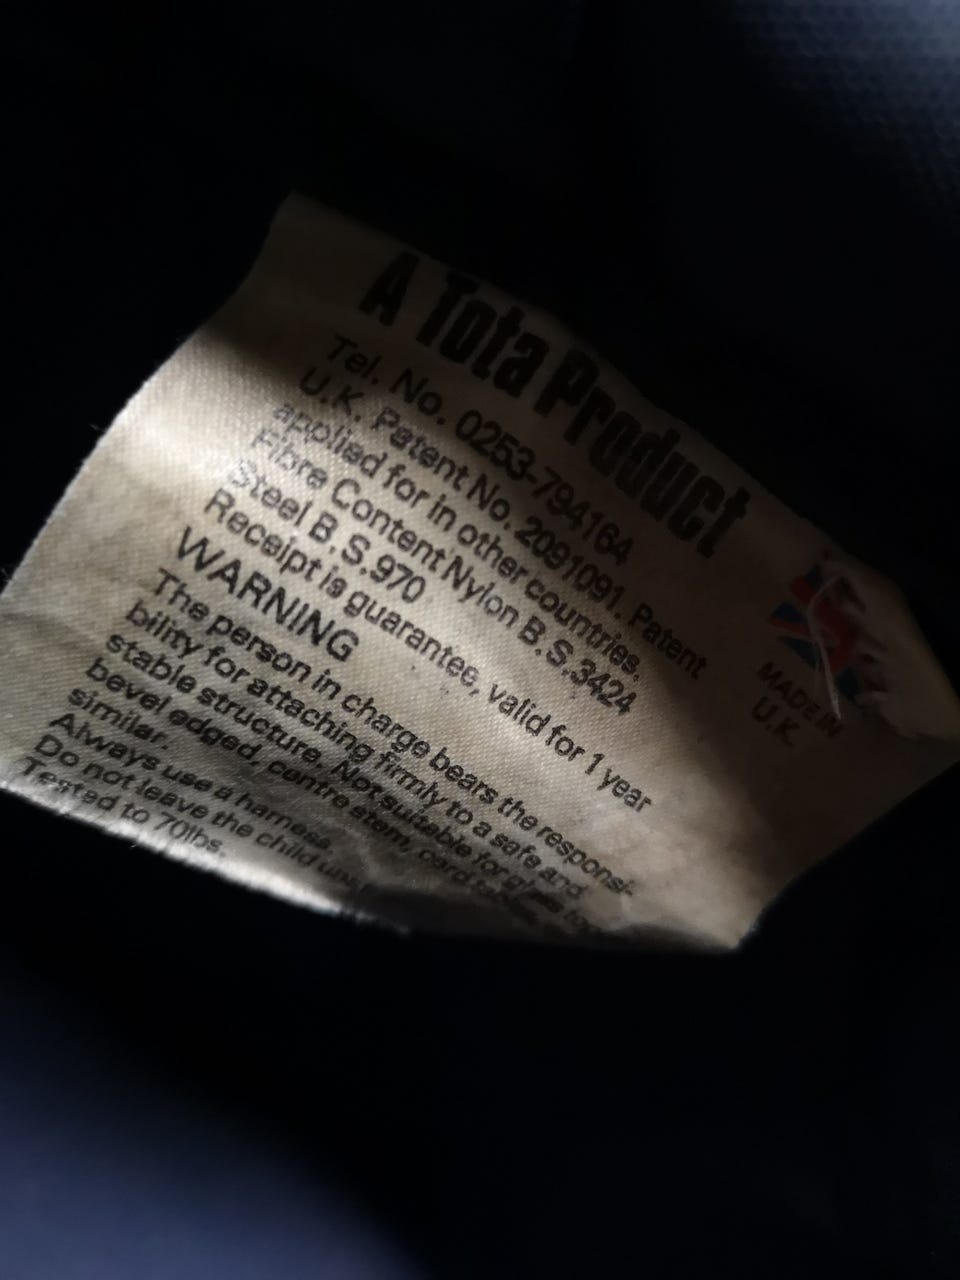 A Tota Product
Tel. No. 0253-794164
U.K. Patent No. 2091091. Patent
applied for in other countries.
Fibre Content Nylon B.S.3424
Steel B.S.970
Receipt is guarantee, valid for 1 year
WARNING
The person in charge bears the responsi-
bility for attaching firmly to a safe and
stable structure. Not suitable for glass
bevel edged, centre stem, card
similar.
Always use a harness.
Do not leave the child
Tested to 70lbs.
MADE IN
U.K.